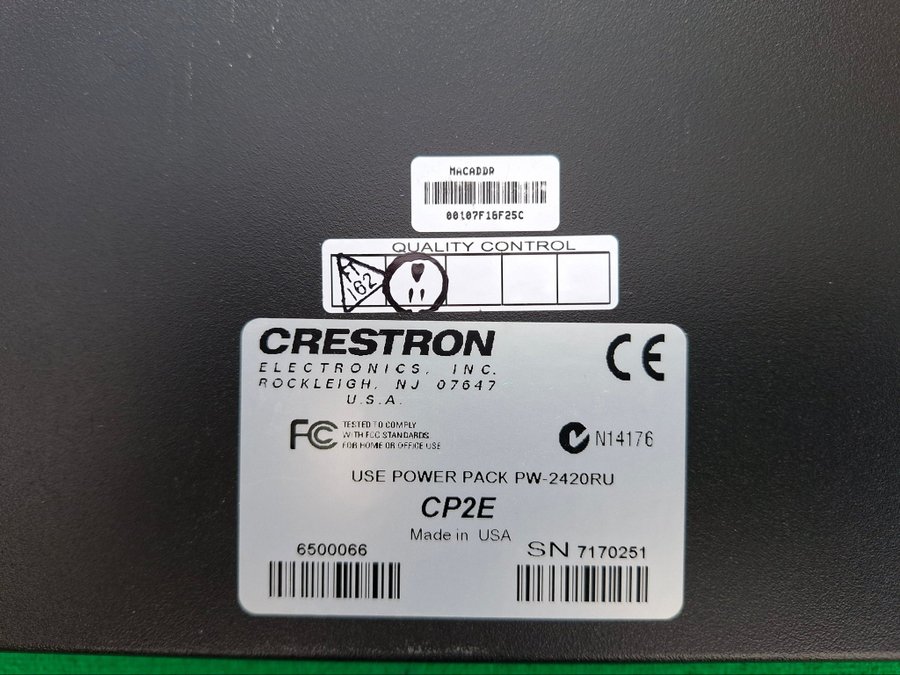 MACADDR
00107F16F25C
QUALITY CONTROL
162
CRESTRON
ELECTRONICS, INC.
ROCKLEIGH, NJ 07647
U.S.A.
FC TESTED TO COMPLY
WITH FCC STANDARDS
FOR HOME OR OFFICE USE
N14176
CE
USE POWER PACK PW-2420RU
CP2E
Made in USA
6500066
SN 7170251